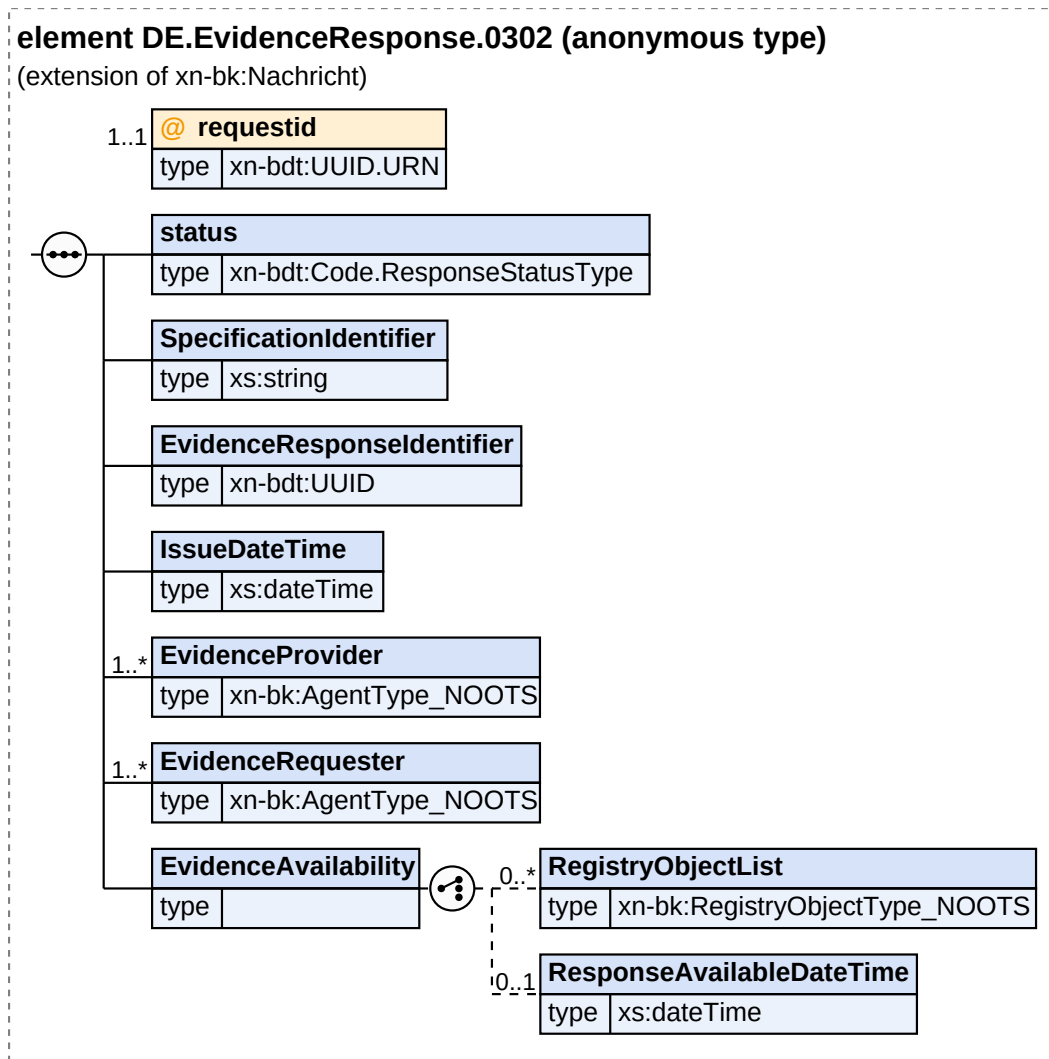 element DE.EvidenceResponse.0302 (anonymous type)
(extension of xn-bk:Nachricht)
1..1 @ requestid
type xn-bdt:UUID.URN
status
type xn-bdt:Code.ResponseStatusType
SpecificationIdentifier
type xs:string
EvidenceResponseIdentifier
type xn-bdt:UUID
IssueDateTime
type xs:dateTime
1..* EvidenceProvider
type xn-bk:AgentType_NOOTS
1..* EvidenceRequester
type xn-bk:AgentType_NOOTS
EvidenceAvailability
type
0..* RegistryObjectList
type xn-bk:RegistryObjectType_NOOTS
0..1 ResponseAvailableDateTime
type xs:dateTime